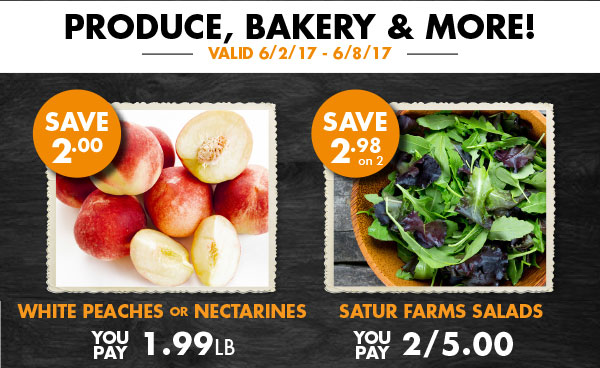 PRODUCE, BAKERY & MORE!
VALID 6/2/17 - 6/8/17
SAVE
2.00
WHITE PEACHES OR NECTARINES
YOU PAY 1.99LB
SAVE
2.98
on 2
SATUR FARMS SALADS
YOU PAY 2/5.00